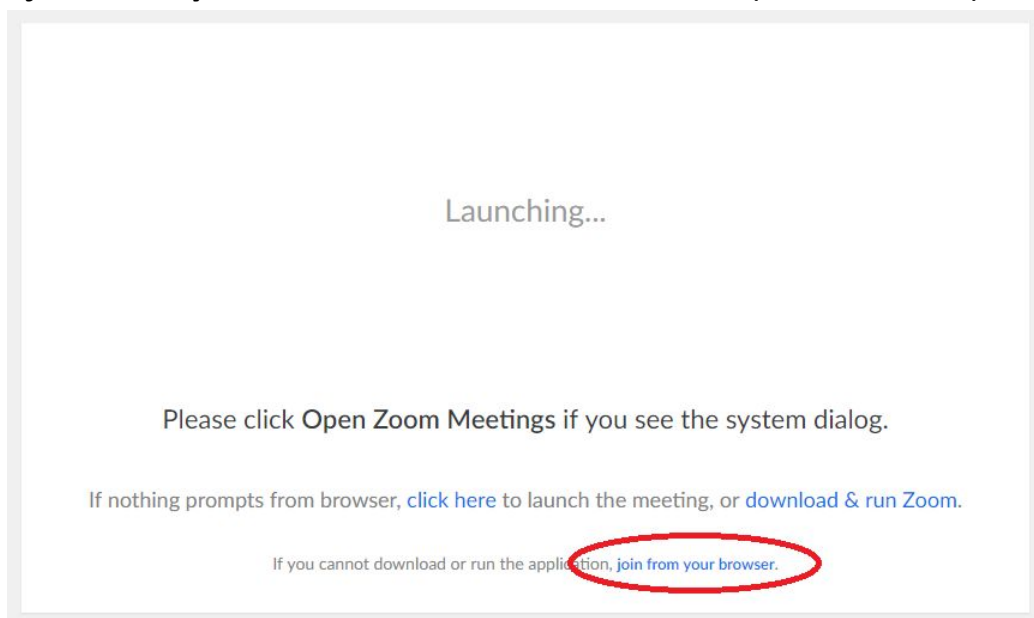 Launching...
Please click Open Zoom Meetings if you see the system dialog.
If nothing prompts from browser, click here to launch the meeting, or download & run Zoom.
If you cannot download or run the application, join from your browser.